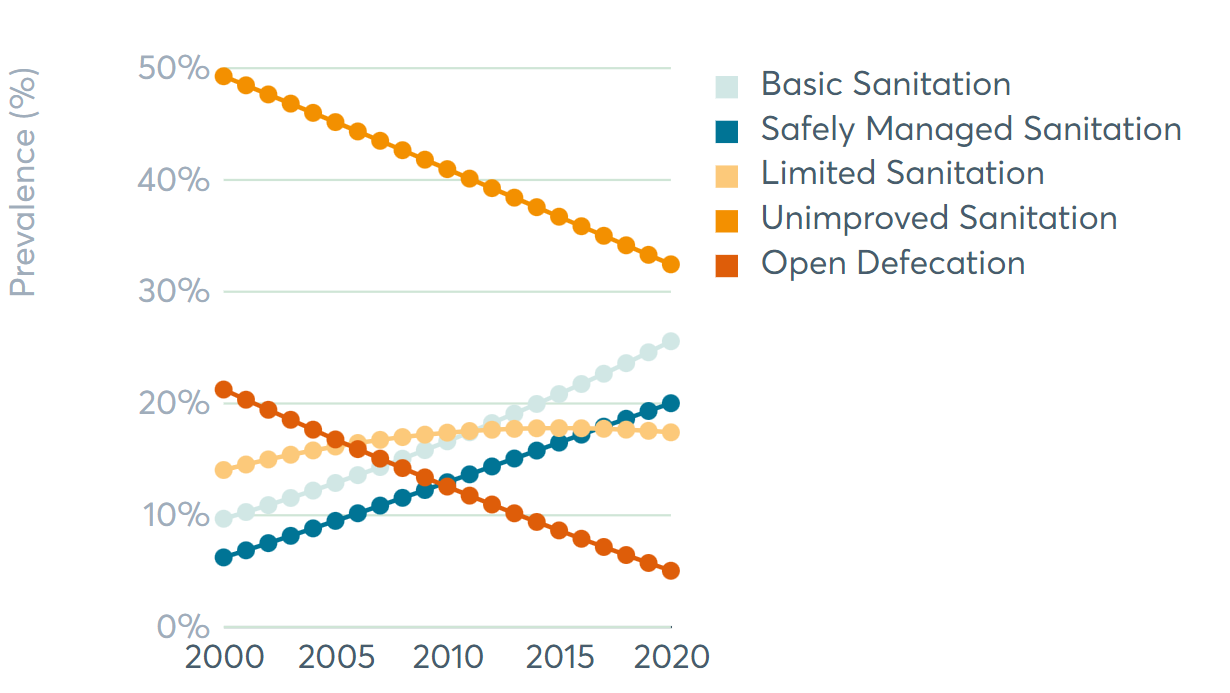 Prevalence (%)
50%
40%
30%
20%
10%
0%
2000 2005 2010 2015 2020
Basic Sanitation
Safely Managed Sanitation
Limited Sanitation
Unimproved Sanitation
Open Defecation